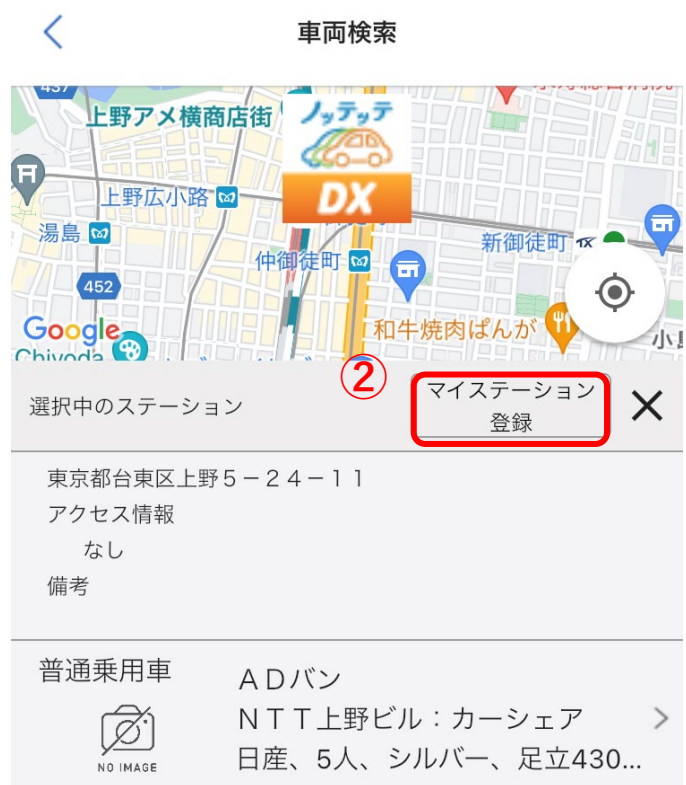 車両検索
437
上野アメ横商店街
ノッテッテ
DX
上野広小路
湯島
仲御徒町
新御徒町
452
Google
Chiyoda
和牛焼肉ぱんが
小島
②
選択中のステーション
マイステーション
登録
東京都台東区上野5－24－11
アクセス情報
なし
備考
普通乗用車
NO IMAGE
ADバン
NTT上野ビル：カーシェア
日産、5人、シルバー、足立430...